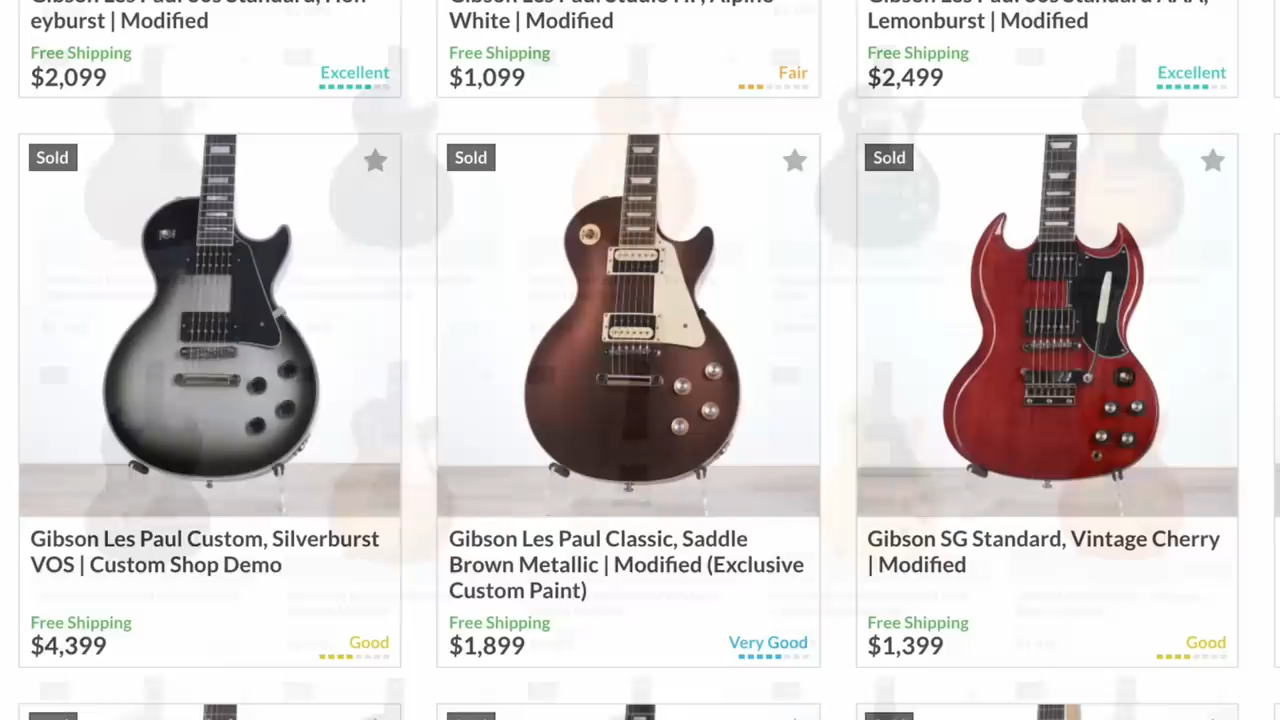 eyburst | Modified
White | Modified
Lemonburst | Modified
Free Shipping
$2,099
Excellent
Free Shipping
$1,099
Fair
Free Shipping
$2,499
Excellent
Sold
Sold
Sold
Gibson Les Paul Custom, Silverburst
VOS | Custom Shop Demo
Free Shipping
$4,399
Good
Gibson Les Paul Classic, Saddle
Brown Metallic | Modified (Exclusive
Custom Paint)
Free Shipping
$1,899
Very Good
Gibson SG Standard, Vintage Cherry
| Modified
Free Shipping
$1,399
Good